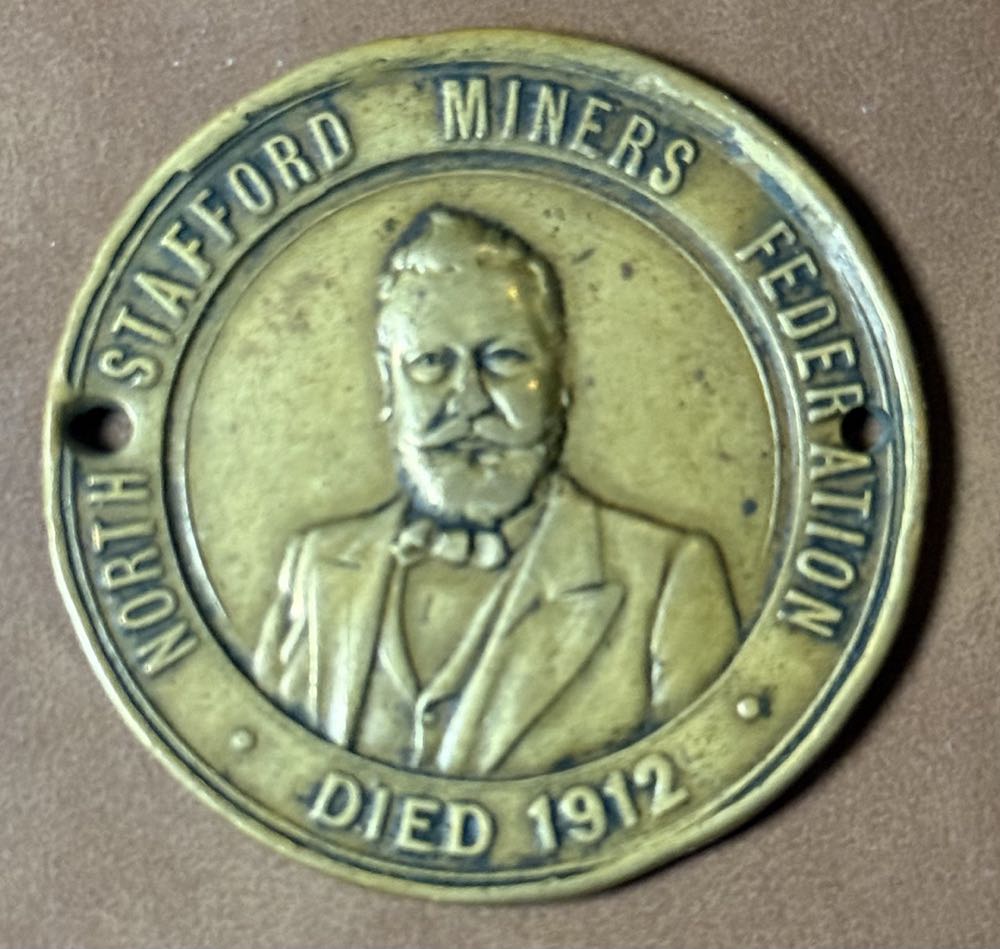 NORTH STAFFORD MINERS FEDERATION
DIED 1912